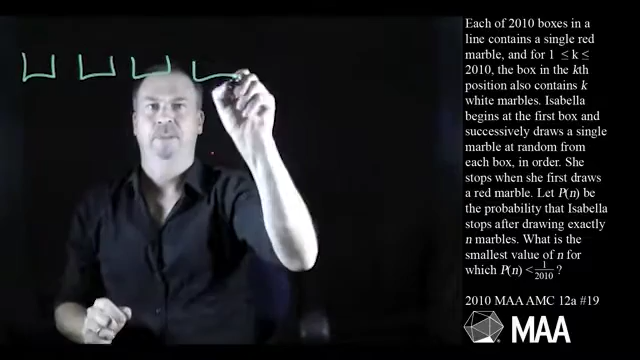 Each of 2010 boxes in a
line contains a single red
marble, and for 1 ≤ k ≤
2010, the box in the kth
position also contains k
white marbles. Isabella
begins at the first box and
successively draws a single
marble at random from
each box, in order. She
stops when she first draws
a red marble. Let P(n) be
the probability that Isabella
stops after drawing exactly
n marbles. What is the
smallest value of n for
which P(n) < 1/2010 ?
2010 MAA AMC 12a #19
MAA